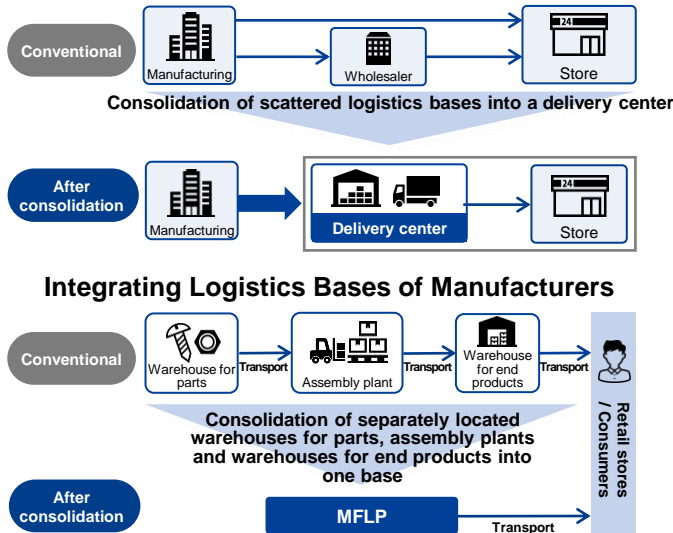 Conventional
24
Manufacturing
Wholesaler
Store
Consolidation of scattered logistics bases into a delivery center
After
consolidation
24
Manufacturing
Delivery center
Store
Integrating Logistics Bases of Manufacturers
Conventional
Warehouse for
parts
Transport
Assembly plant
Transport
Warehouse
for end
products
Transport
Retail stores
/ Consumers
Consolidation of separately located
warehouses for parts, assembly plants
and warehouses for end products into
one base
After
consolidation
MFLP
Transport